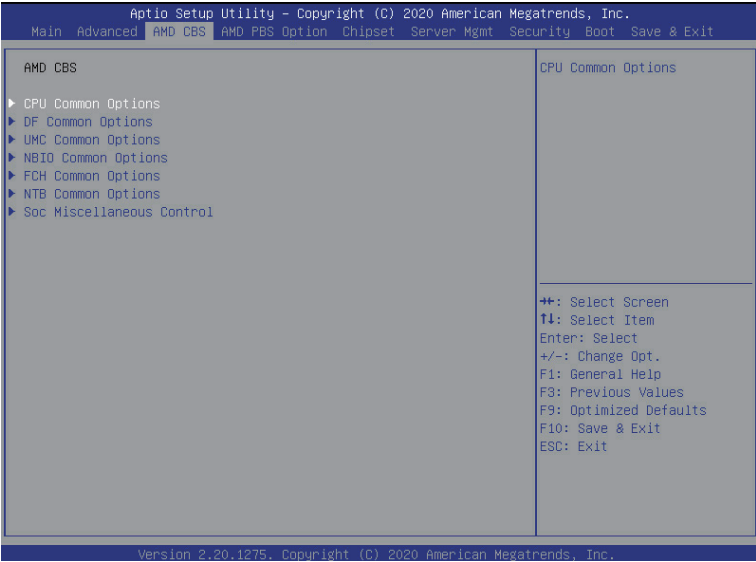 Aptio Setup Utility – Copyright (C) 2020 American Megatrends, Inc.
Main Advanced AMD CBS AMD PBS Option Chipset Server Mgmt Security Boot Save & Exit
AMD CBS
CPU Common Options
DF Common Options
UMC Common Options
NBIO Common Options
FCH Common Options
NTB Common Options
Soc Miscellaneous Control
CPU Common Options
→←: Select Screen
↑↓: Select Item
Enter: Select
+/-: Change Opt.
F1: General Help
F3: Previous Values
F9: Optimized Defaults
F10: Save & Exit
ESC: Exit
Version 2.20.1275. Copyright (C) 2020 American Megatrends, Inc.